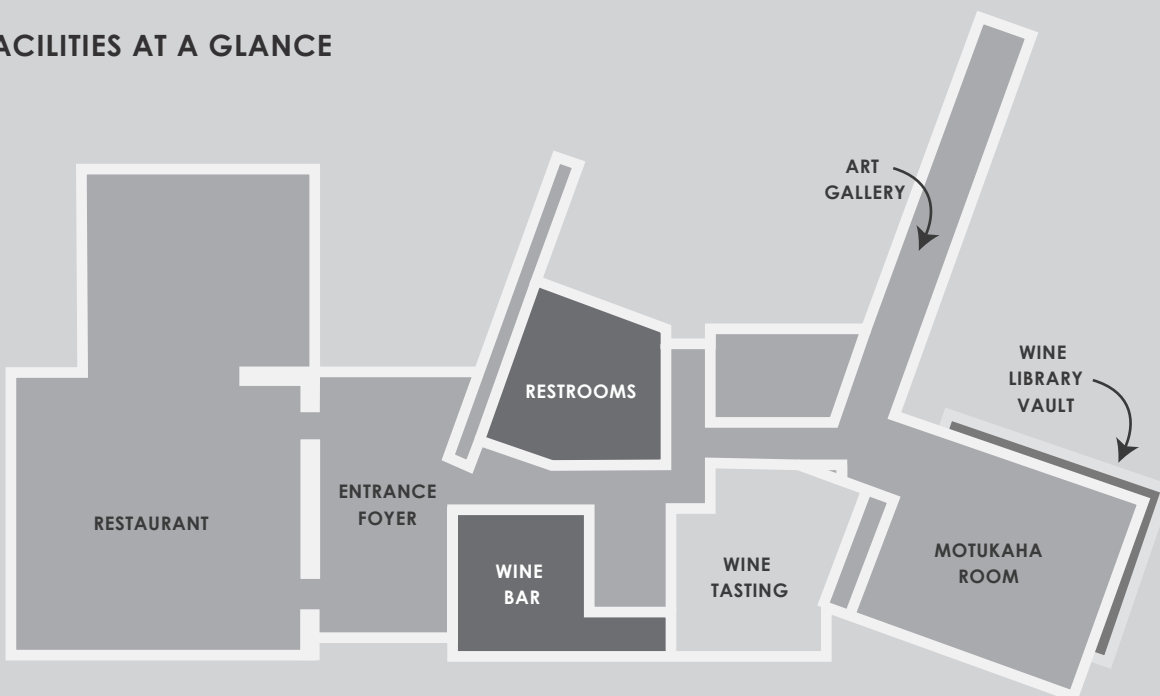 ACILITIES AT A GLANCE
ART
GALLERY
WINE
LIBRARY
VAULT
RESTROOMS
ENTRANCE
FOYER
RESTAURANT
WINE
BAR
WINE
TASTING
MOTUKAHA
ROOM